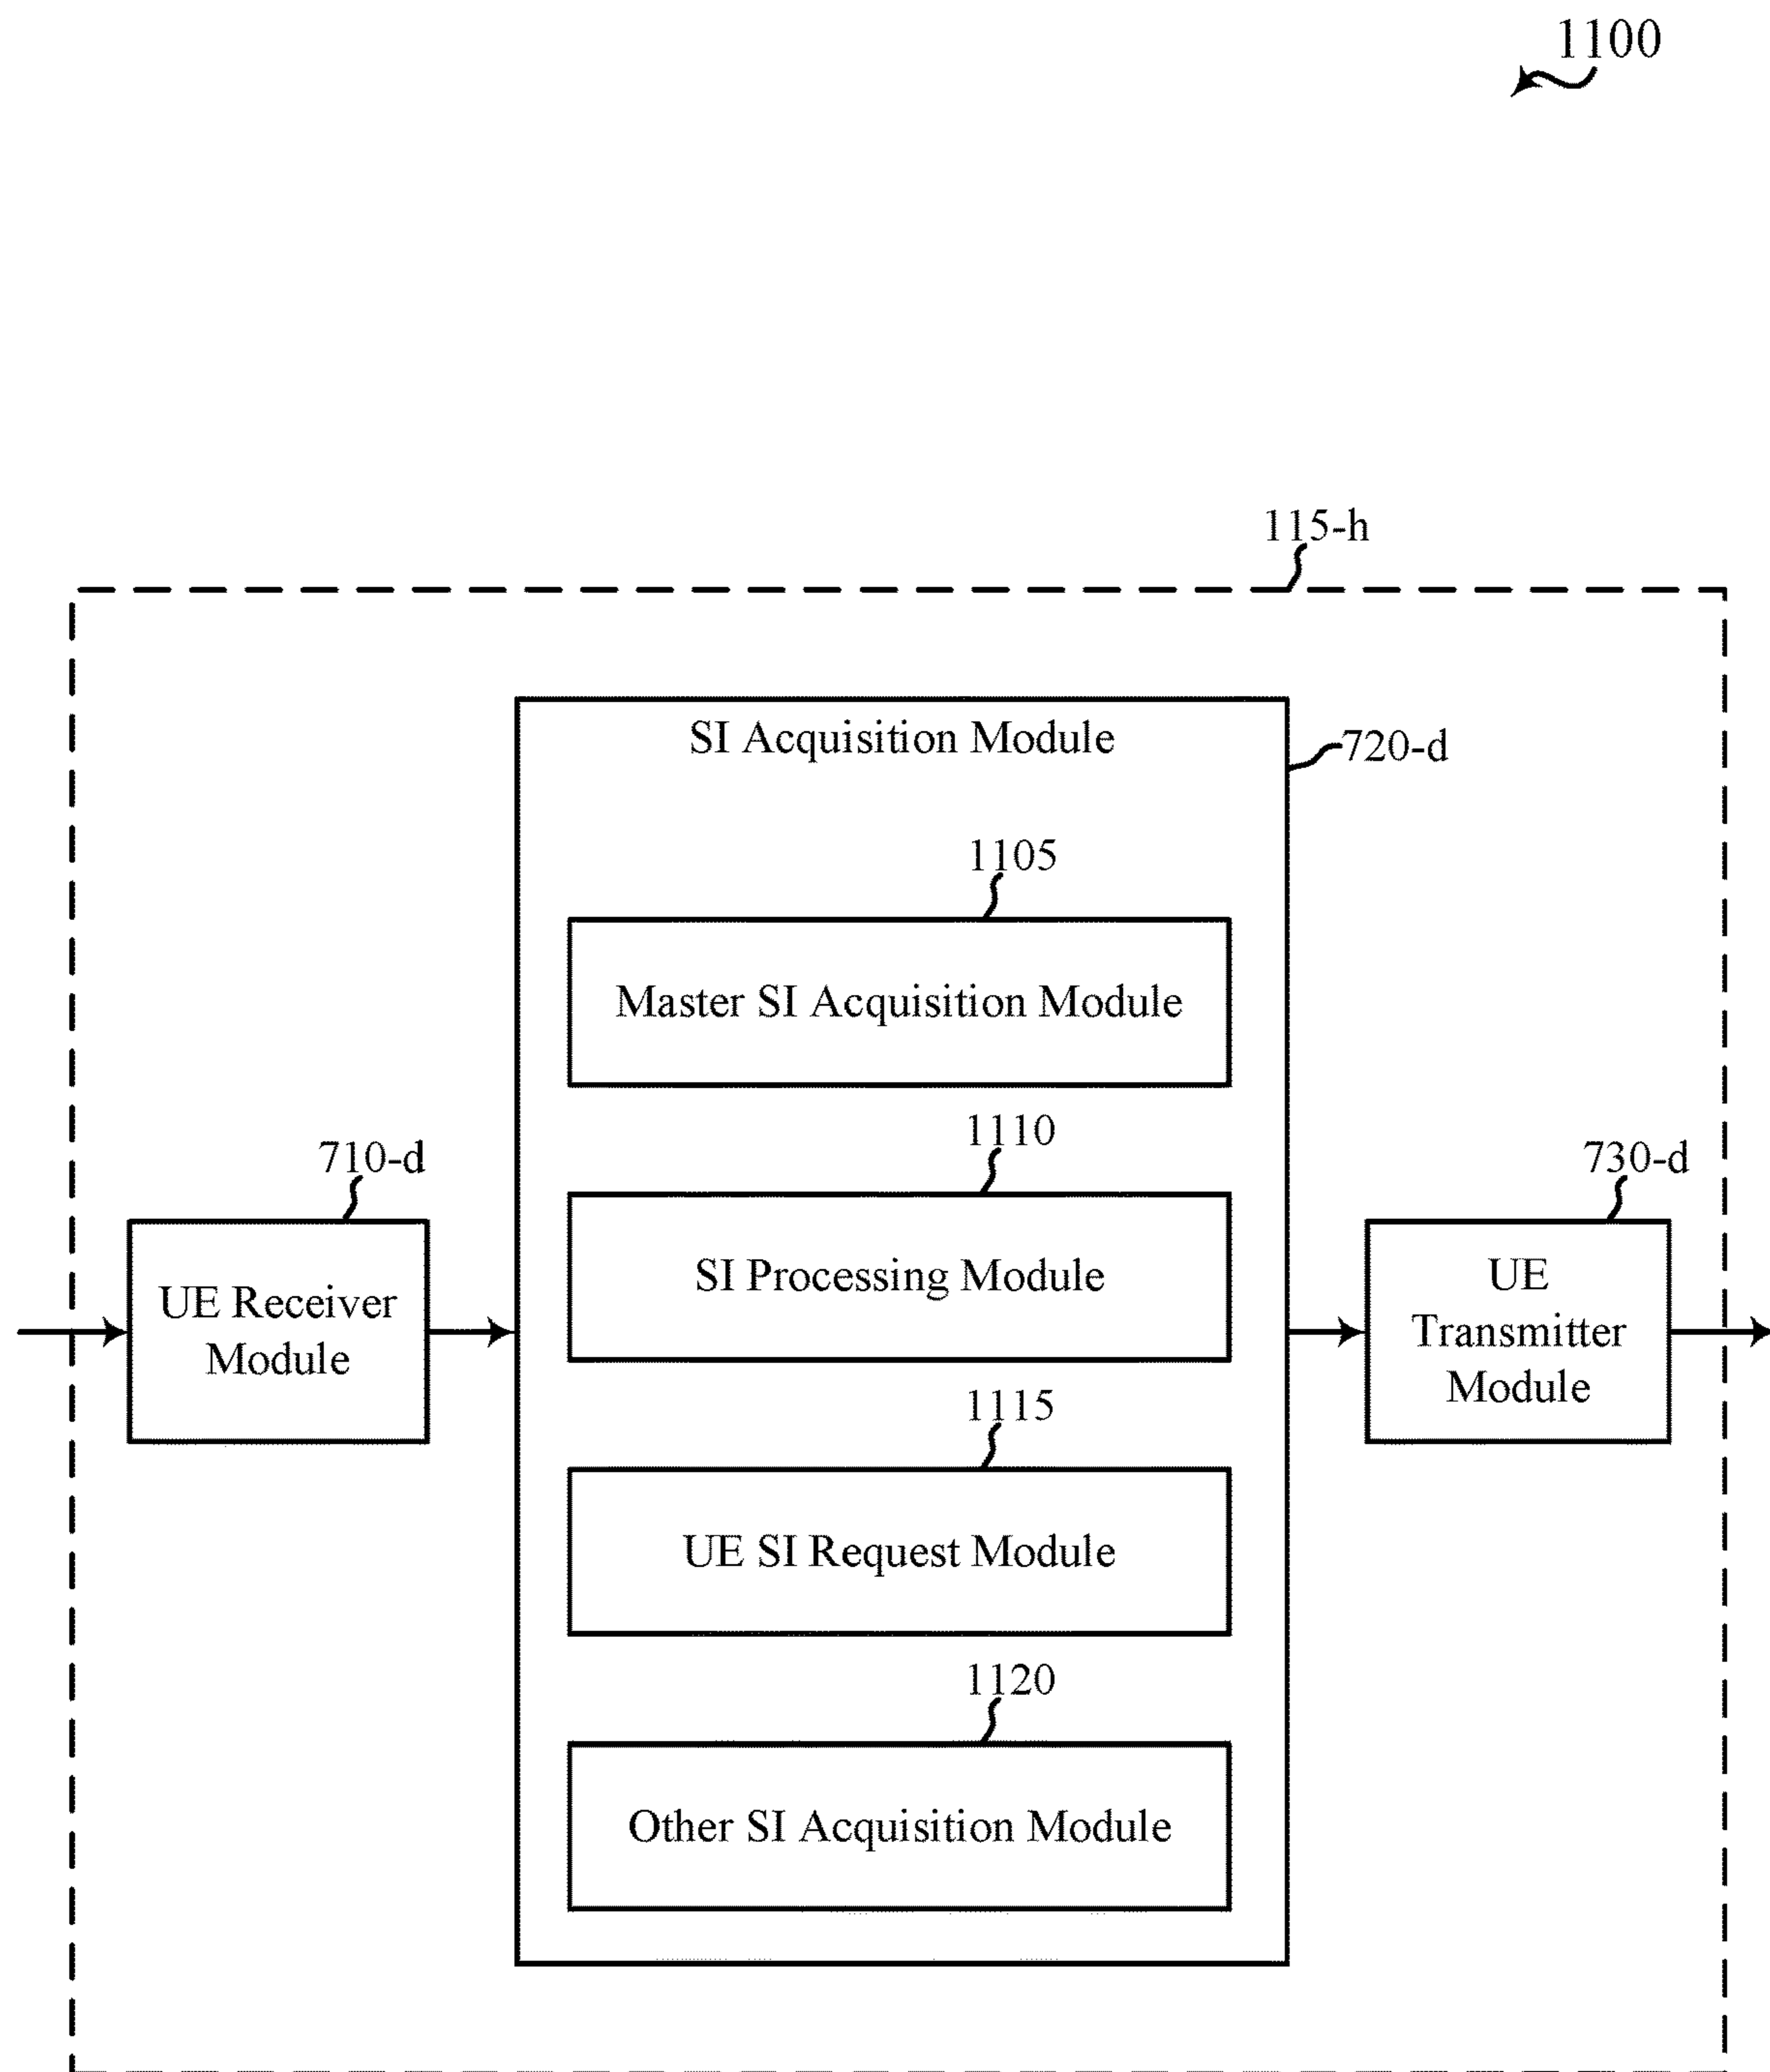 1100
115-h
SI Acquisition Module
720-d
1105
Master SI Acquisition Module
710-d
1110
730-d
UE Receiver
Module
SI Processing Module
UE
Transmitter
Module
1115
UE SI Request Module
1120
Other SI Acquisition Module